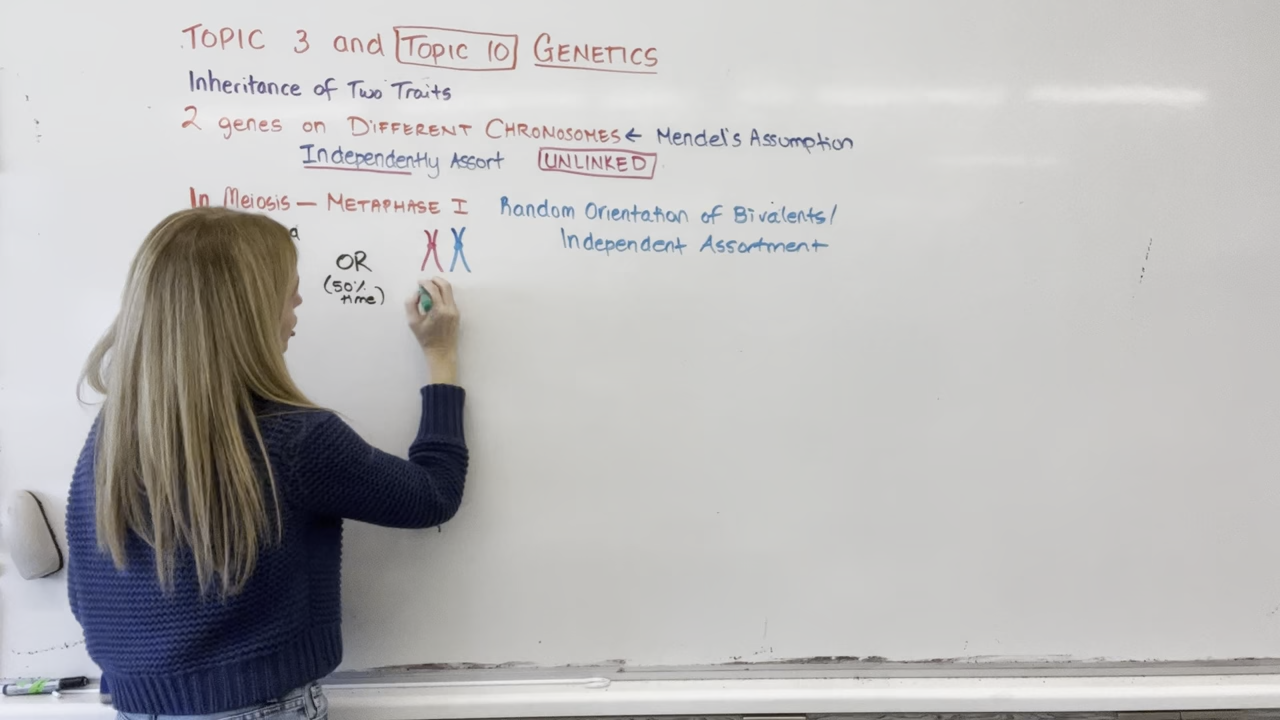 TOPIC 3 and Topic 10 GENETICS
Inheritance of Two Traits
2 genes on DIFFERENT CHRONOSOMES ← Mendel's Assumption
Independently Assort UNLINKED
In Meiosis — METAPHASE I Random Orientation of Bivalents/
Independent Assortment
OR
(50%
time)